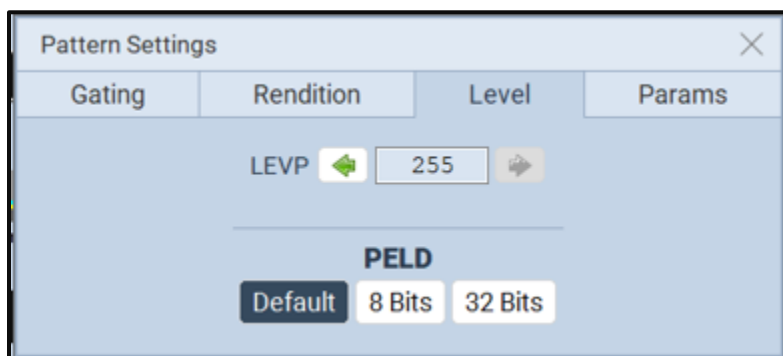 Pattern Settings
Gating Rendition Level Params
LEVP 255
PELD
Default 8 Bits 32 Bits